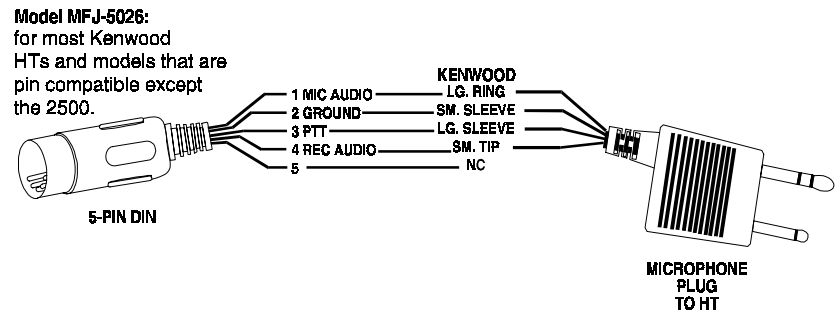 Model MFJ-5026:
for most Kenwood
HTs and models that are
pin compatible except
the 2500.
KENWOOD
1 MIC AUDIO LG. RING
2 GROUND SM. SLEEVE
3 PTT LG. SLEEVE
4 REC AUDIO SM. TIP
5 NC
5-PIN DIN
MICROPHONE
PLUG
TO HT